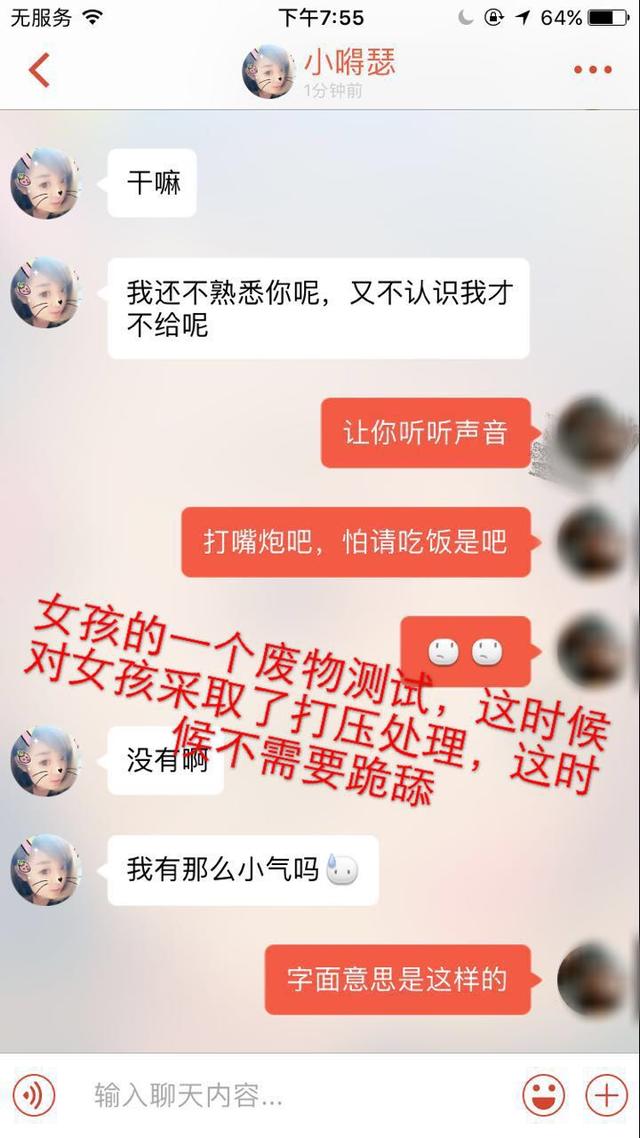 无服务 下午7:55 64%
小嘚瑟
1分钟前
干嘛
我还不熟悉你呢，又不认识我才
不给呢
让你听听声音
打嘴炮吧，怕请吃饭是吧
女孩的一个废物测试，这时候
对女孩采取了打压处理，这时
候不需要跪舔
没有啊
我有那么小气吗
字面意思是这样的
输入聊天内容...